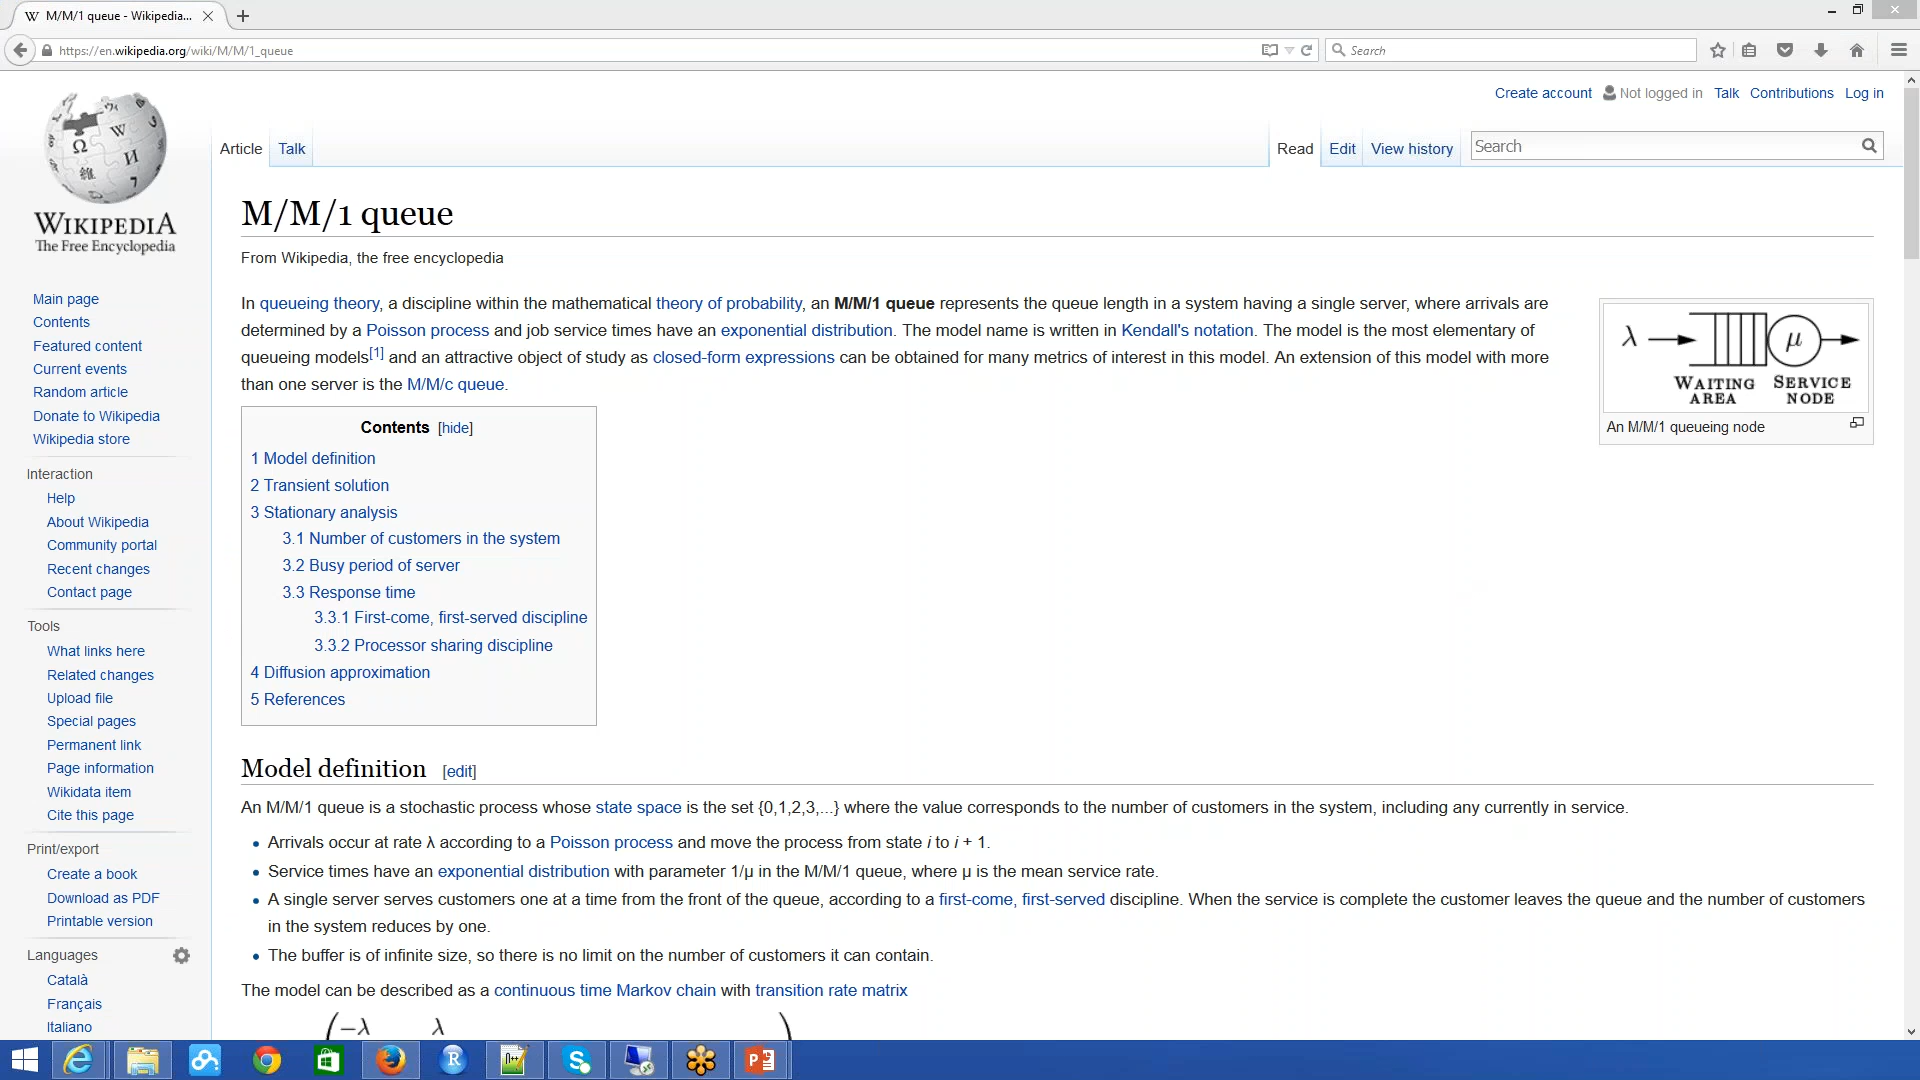 M/M/1 queue - Wikipedia...
https://en.wikipedia.org/wiki/M/M/1_queue
Search
Create account Not logged in Talk Contributions Log in
Article Talk
Read Edit View history Search
WIKIPEDIA
The Free Encyclopedia
Main page
Contents
Featured content
Current events
Random article
Donate to Wikipedia
Wikipedia store
Interaction
Help
About Wikipedia
Community portal
Recent changes
Contact page
Tools
What links here
Related changes
Upload file
Special pages
Permanent link
Page information
Wikidata item
Cite this page
Print/export
Create a book
Download as PDF
Printable version
Languages
Català
Français
Italiano
M/M/1 queue
From Wikipedia, the free encyclopedia
In queueing theory, a discipline within the mathematical theory of probability, an M/M/1 queue represents the queue length in a system having a single server, where arrivals are
determined by a Poisson process and job service times have an exponential distribution. The model name is written in Kendall's notation. The model is the most elementary of
queueing models[1] and an attractive object of study as closed-form expressions can be obtained for many metrics of interest in this model. An extension of this model with more
than one server is the M/M/c queue.
λ μ
WAITING SERVICE
AREA NODE
An M/M/1 queueing node
Contents [hide]
1 Model definition
2 Transient solution
3 Stationary analysis
3.1 Number of customers in the system
3.2 Busy period of server
3.3 Response time
3.3.1 First-come, first-served discipline
3.3.2 Processor sharing discipline
4 Diffusion approximation
5 References
Model definition [edit]
An M/M/1 queue is a stochastic process whose state space is the set {0,1,2,3,...} where the value corresponds to the number of customers in the system, including any currently in service.
• Arrivals occur at rate λ according to a Poisson process and move the process from state i to i + 1.
• Service times have an exponential distribution with parameter 1/μ in the M/M/1 queue, where μ is the mean service rate.
• A single server serves customers one at a time from the front of the queue, according to a first-come, first-served discipline. When the service is complete the customer leaves the queue and the number of customers
in the system reduces by one.
• The buffer is of infinite size, so there is no limit on the number of customers it can contain.
The model can be described as a continuous time Markov chain with transition rate matrix
−λ λ